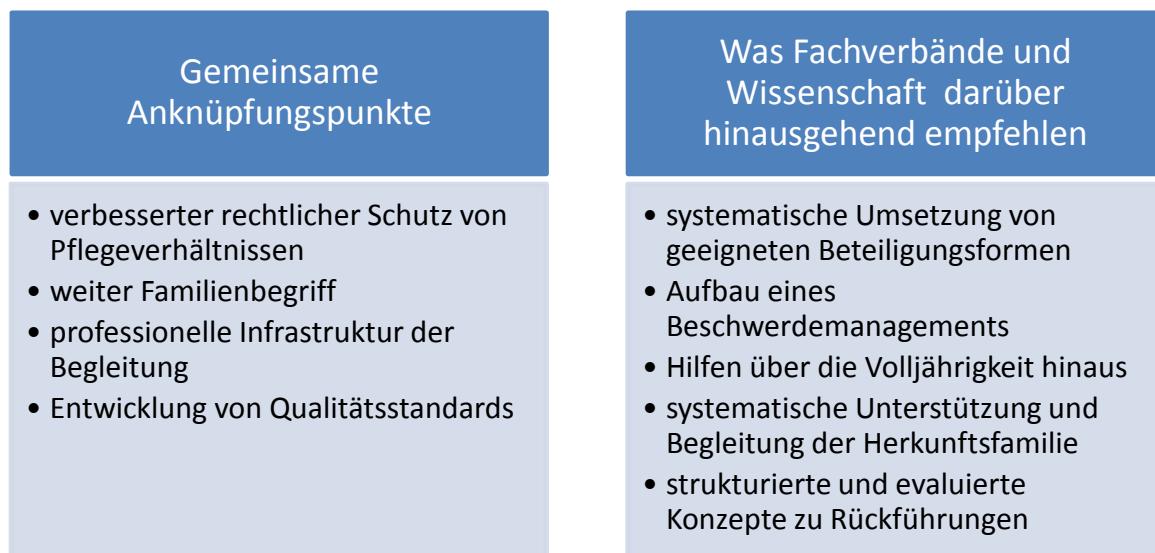 Gemeinsame
Anknüpfungspunkte
• verbesserter rechtlicher Schutz von
Pflegeverhältnissen
• weiter Familienbegriff
• professionelle Infrastruktur der
Begleitung
• Entwicklung von Qualitätsstandards
Was Fachverbände und
Wissenschaft darüber
hinausgehend empfehlen
• systematische Umsetzung von
geeigneten Beteiligungsformen
• Aufbau eines
Beschwerdemanagements
• Hilfen über die Volljährigkeit hinaus
• systematische Unterstützung und
Begleitung der Herkunftsfamilie
• strukturierte und evaluierte
Konzepte zu Rückführungen